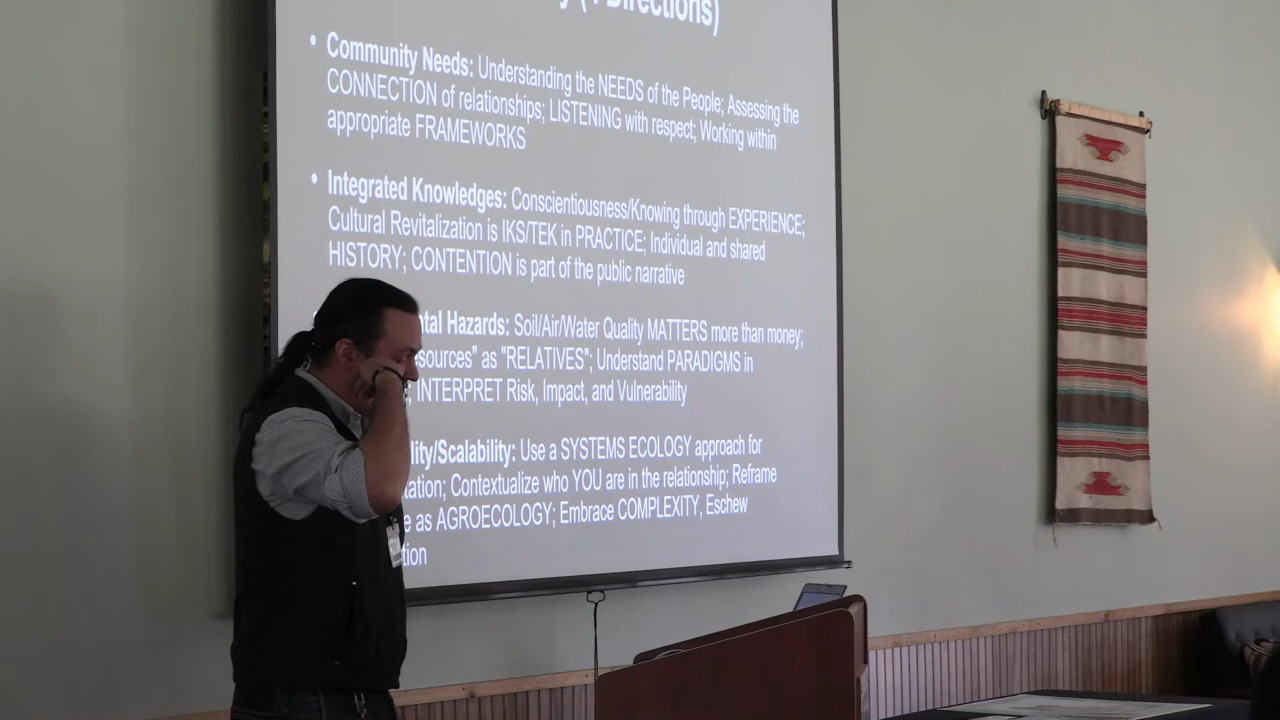 Directions)
• Community Needs: Understanding the NEEDS of the People; Assessing the
CONNECTION of relationships; LISTENING with respect; Working within
appropriate FRAMEWORKS
• Integrated Knowledges: Conscientiousness/Knowing through EXPERIENCE;
Cultural Revitalization is IKS/TEK in PRACTICE; Individual and shared
HISTORY; CONTENTION is part of the public narrative
Hazards: Soil/Air/Water Quality MATTERS more than money;
as "RELATIVES"; Understand PARADIGMS in
INTERPRET Risk, Impact, and Vulnerability
/Scalability: Use a SYSTEMS ECOLOGY approach for
Contextualize who YOU are in the relationship; Reframe
as AGROECOLOGY; Embrace COMPLEXITY, Eschew